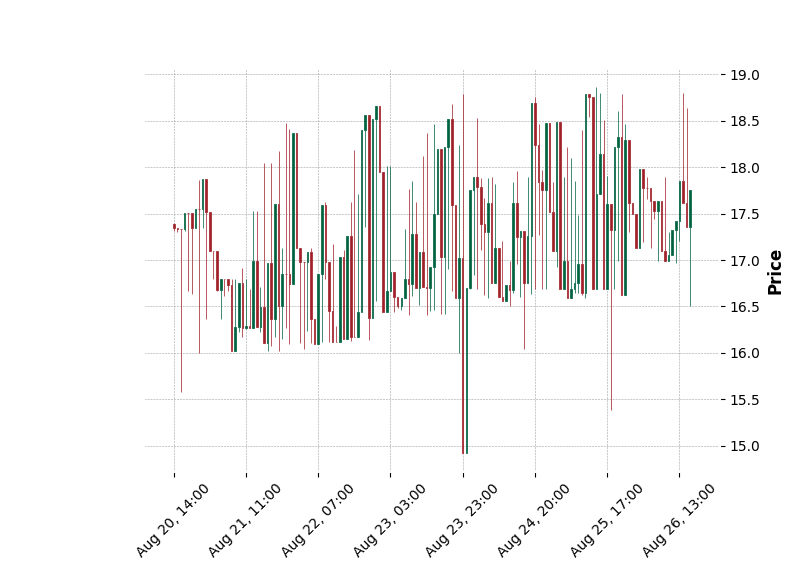 19.0
18.5
18.0
17.5
17.0
16.5
16.0
15.5
15.0
Price
Aug 20, 14:00
Aug 21, 11:00
Aug 22, 07:00
Aug 23, 03:00
Aug 23, 23:00
Aug 24, 20:00
Aug 25, 17:00
Aug 26, 13:00